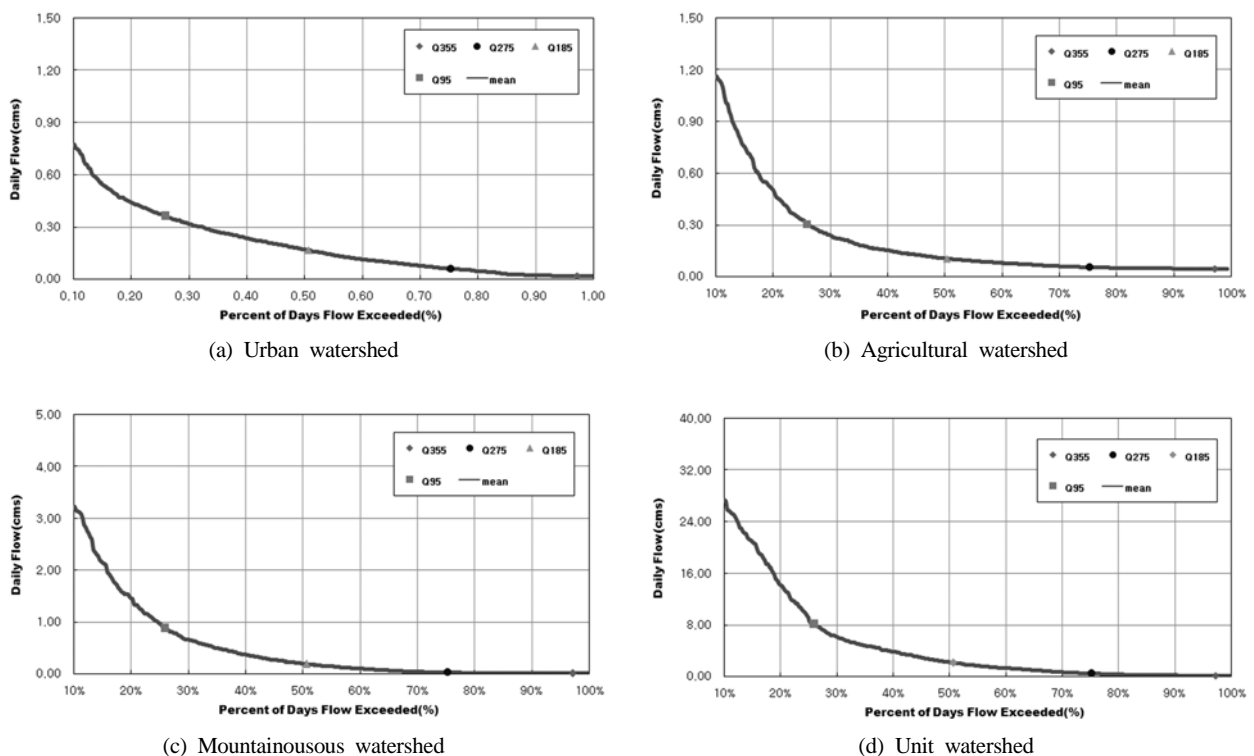 1,50
1,20
0,90
0,60
0,30
0,00
Daily Flow(cms)
Q355 Q275 Q185
Q95 mean
0,10 0,20 0,30 0,40 0,50 0,60 0,70 0,80 0,90 1,00
Percent of Days Flow Exceeded(%)
(a) Urban watershed
1,50
1,20
0,90
0,60
0,30
0,00
Daily Flow(cms)
Q355 Q275 Q185
Q95 mean
10% 20% 30% 40% 50% 60% 70% 80% 90% 100%
Percent of Days Flow Exceeded(%)
(b) Agricultural watershed
5,00
4,00
3,00
2,00
1,00
0,00
Daily Flow(cms)
Q355 Q275 Q185
Q95 mean
10% 20% 30% 40% 50% 60% 70% 80% 90% 100%
Percent of Days Flow Exceeded(%)
(c) Mountainousous watershed
40,00
32,00
24,00
16,00
8,00
0,00
Daily Flow(cms)
Q355 Q275 Q185
Q95 mean
10% 20% 30% 40% 50% 60% 70% 80% 90% 100%
Percent of Days Flow Exceeded(%)
(d) Unit watershed